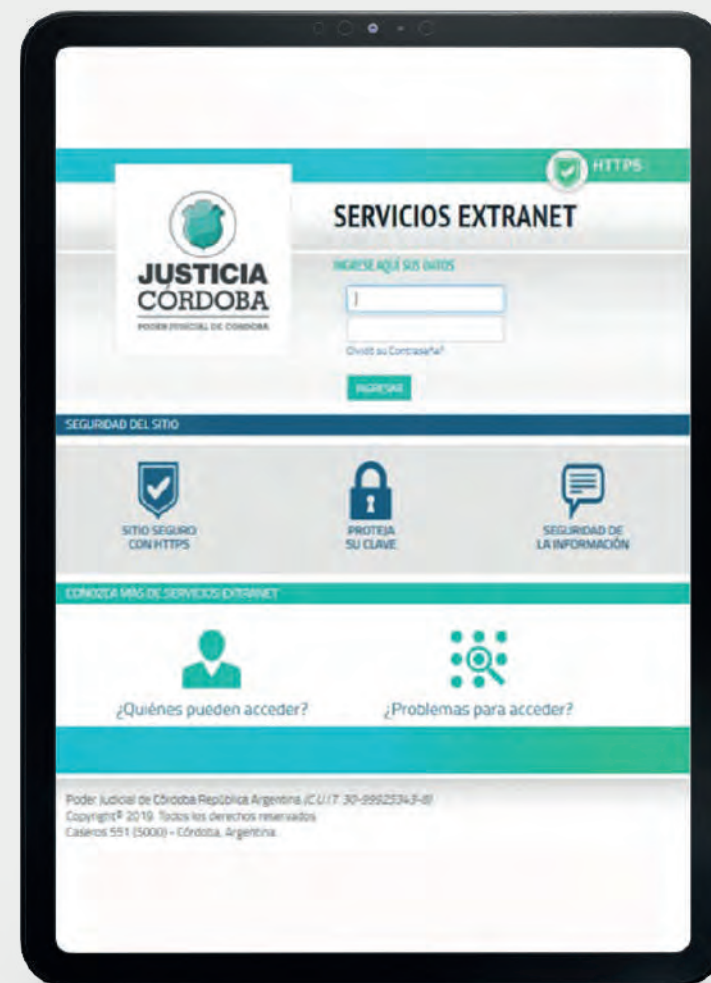 HTTPS
SERVICIOS EXTRANET
JUSTICIA
CÓRDOBA
PODER JUDICIAL DE CÓRDOBA
INGRESE AQUÍ SUS DATOS
Olvidó su Contraseña?
INGRESAR
SEGURIDAD DEL SITIO
SITIO SEGURO
CON HTTPS
PROTEJA
SU CLAVE
SEGURIDAD DE
LA INFORMACIÓN
CONOZCA MÁS DE SERVICIOS EXTRANET
¿Quiénes pueden acceder?
¿Problemas para acceder?
Poder Judicial de Córdoba República Argentina (C.U.I.T. 30-99925343-8)
Copyright® 2019. Todos los derechos reservados
Caseros 551 (5000) - Córdoba, Argentina.